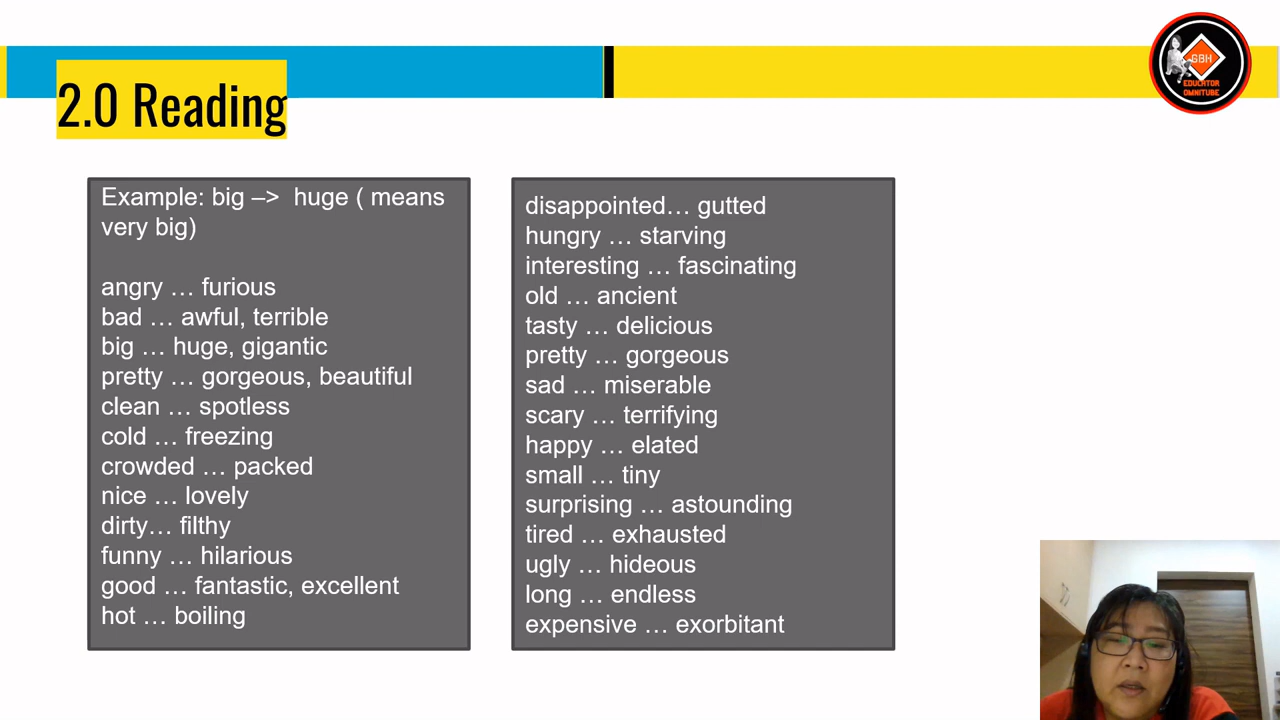 GBH
EDUCATOR
OMNITUBE
2.0 Reading
Example: big –> huge ( means
very big)
angry … furious
bad … awful, terrible
big … huge, gigantic
pretty … gorgeous, beautiful
clean … spotless
cold … freezing
crowded … packed
nice … lovely
dirty… filthy
funny … hilarious
good … fantastic, excellent
hot … boiling
disappointed… gutted
hungry … starving
interesting … fascinating
old … ancient
tasty … delicious
pretty … gorgeous
sad … miserable
scary … terrifying
happy … elated
small … tiny
surprising … astounding
tired … exhausted
ugly … hideous
long … endless
expensive … exorbitant